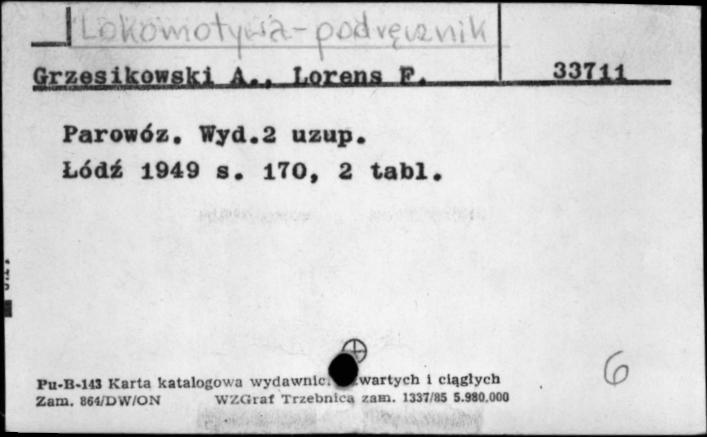 Lokomotywa-podręcznik
Grzesikowski A., Lorens F. 33711
Parowóz. Wyd.2 uzup.
Łódź 1949 s. 170, 2 tabl.
6
Pu-B-143 Karta katalogowa wydawnic. wartych i ciągłych
Zam. 864/DW/ON WZGraf Trzebnica zam. 1337/85 5.980.000